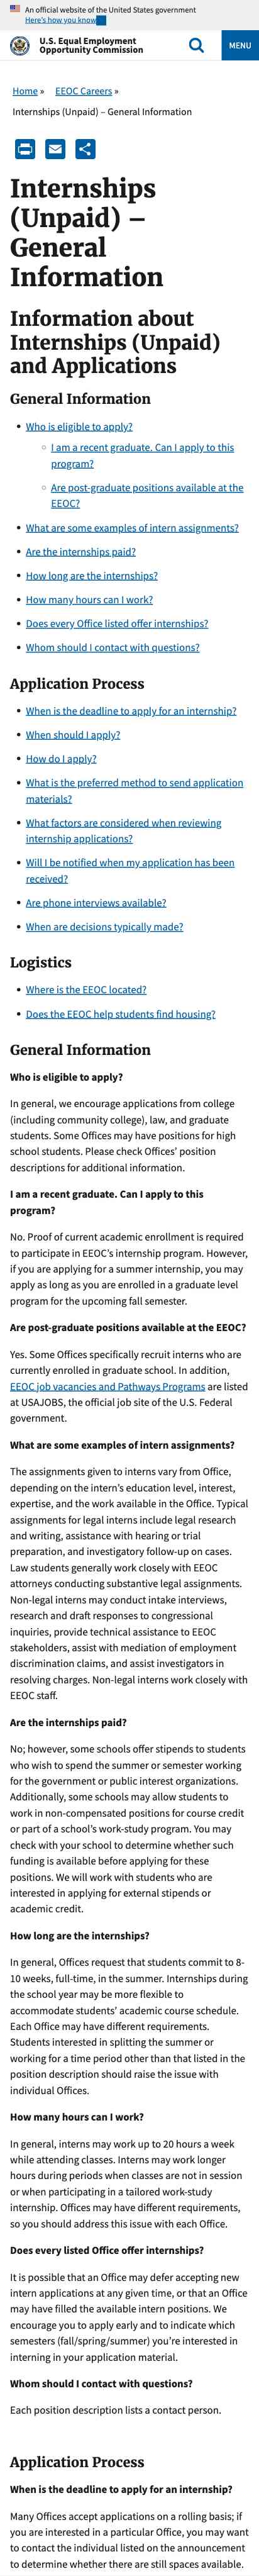 An official website of the United States government
Here's how you know
U.S. Equal Employment
Opportunity Commission
MENU
Home » EEOC Careers »
Internships (Unpaid) – General Information
Internships
(Unpaid) –
General
Information
Information about
Internships (Unpaid)
and Applications
General Information
• Who is eligible to apply?
○ I am a recent graduate. Can I apply to this
program?
○ Are post-graduate positions available at the
EEOC?
• What are some examples of intern assignments?
• Are the internships paid?
• How long are the internships?
• How many hours can I work?
• Does every Office listed offer internships?
• Whom should I contact with questions?
Application Process
• When is the deadline to apply for an internship?
• When should I apply?
• How do I apply?
• What is the preferred method to send application
materials?
• What factors are considered when reviewing
internship applications?
• Will I be notified when my application has been
received?
• Are phone interviews available?
• When are decisions typically made?
Logistics
• Where is the EEOC located?
• Does the EEOC help students find housing?
General Information
Who is eligible to apply?
In general, we encourage applications from college
(including community college), law, and graduate
students. Some Offices may have positions for high
school students. Please check Offices' position
descriptions for additional information.
I am a recent graduate. Can I apply to this
program?
No. Proof of current academic enrollment is required
to participate in EEOC's internship program. However,
if you are applying for a summer internship, you may
apply as long as you are enrolled in a graduate level
program for the upcoming fall semester.
Are post-graduate positions available at the EEOC?
Yes. Some Offices specifically recruit interns who are
currently enrolled in graduate school. In addition,
EEOC job vacancies and Pathways Programs are listed
at USAJOBS, the official job site of the U.S. Federal
government.
What are some examples of intern assignments?
The assignments given to interns vary from Office,
depending on the intern's education level, interest,
expertise, and the work available in the Office. Typical
assignments for legal interns include legal research
and writing, assistance with hearing or trial
preparation, and investigatory follow-up on cases.
Law students generally work closely with EEOC
attorneys conducting substantive legal assignments.
Non-legal interns may conduct intake interviews,
research and draft responses to congressional
inquiries, provide technical assistance to EEOC
stakeholders, assist with mediation of employment
discrimination claims, and assist investigators in
resolving charges. Non-legal interns work closely with
EEOC staff.
Are the internships paid?
No; however, some schools offer stipends to students
who wish to spend the summer or semester working
for the government or public interest organizations.
Additionally, some schools may allow students to
work in non-compensated positions for course credit
or part of a school's work-study program. You may
check with your school to determine whether such
funding is available before applying for these
positions. We will work with students who are
interested in applying for external stipends or
academic credit.
How long are the internships?
In general, Offices request that students commit to 8-
10 weeks, full-time, in the summer. Internships during
the school year may be more flexible to
accommodate students' academic course schedule.
Each Office may have different requirements.
Students interested in splitting the summer or
working for a time period other than that listed in the
position description should raise the issue with
individual Offices.
How many hours can I work?
In general, interns may work up to 20 hours a week
while attending classes. Interns may work longer
hours during periods when classes are not in session
or when participating in a tailored work-study
internship. Offices may have different requirements,
so you should address this issue with each Office.
Does every listed Office offer internships?
It is possible that an Office may defer accepting new
intern applications at any given time, or that an Office
may have filled the available intern positions. We
encourage you to apply early and to indicate which
semesters (fall/spring/summer) you're interested in
interning in your application material.
Whom should I contact with questions?
Each position description lists a contact person.
Application Process
When is the deadline to apply for an internship?
Many Offices accept applications on a rolling basis; if
you are interested in a particular Office, you may want
to contact the individual listed on the announcement
to determine whether there are still spaces available.